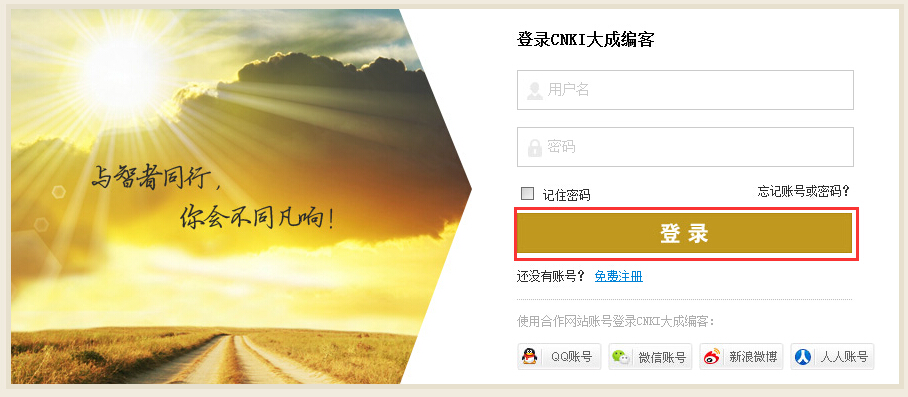 与智者同行，
你会不同凡响！
登录CNKI大成编客
用户名
密码
记住密码
忘记账号或密码？
登 录
还没有账号？ 免费注册
使用合作网站账号登录CNKI大成编客：
QQ账号
微信账号
新浪微博
人人账号